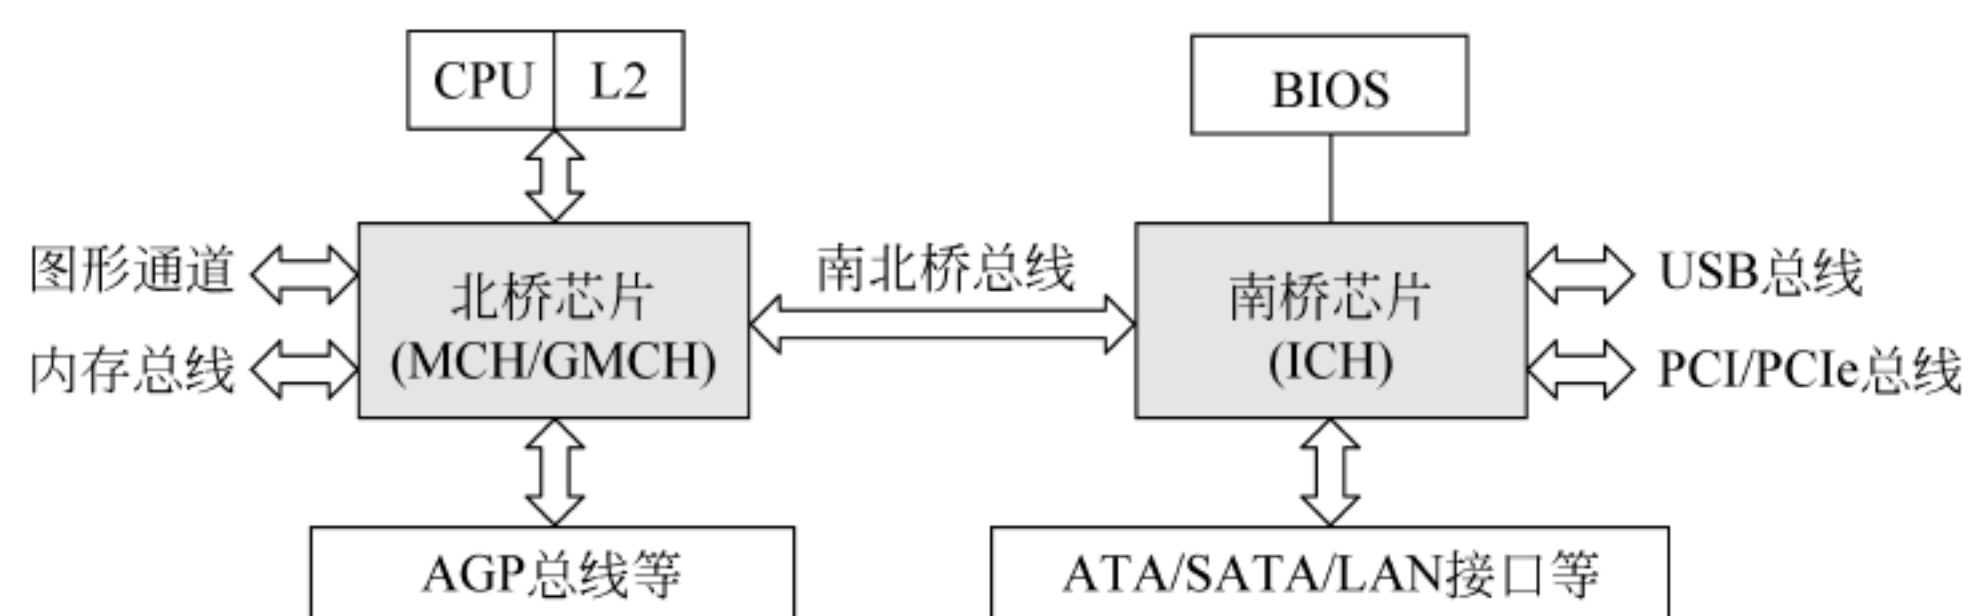 CPU
L2
BIOS
图形通道
内存总线
北桥芯片
(MCH/GMCH)
南北桥总线
南桥芯片
(ICH)
USB总线
PCI/PCIe总线
AGP总线等
ATA/SATA/LAN接口等